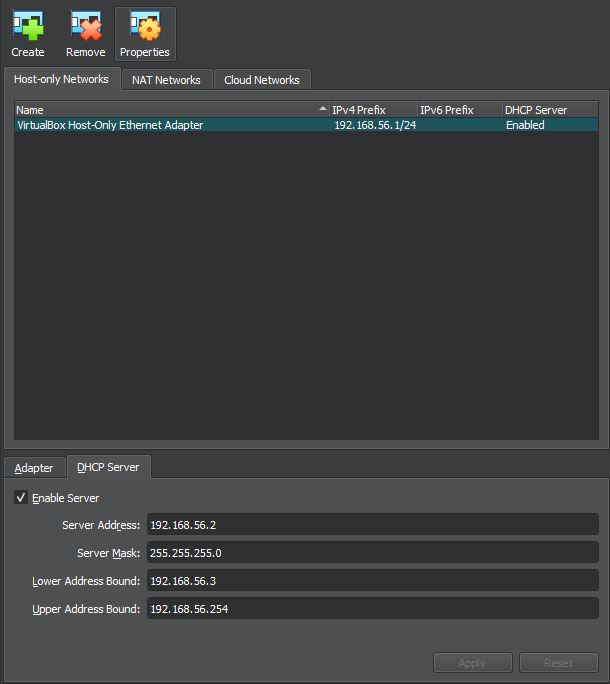 Create Remove Properties
Host-only Networks NAT Networks Cloud Networks
Name IPv4 Prefix IPv6 Prefix DHCP Server
VirtualBox Host-Only Ethernet Adapter 192.168.56.1/24 Enabled
Adapter DHCP Server
Enable Server
Server Address: 192.168.56.2
Server Mask: 255.255.255.0
Lower Address Bound: 192.168.56.3
Upper Address Bound: 192.168.56.254
Apply Reset